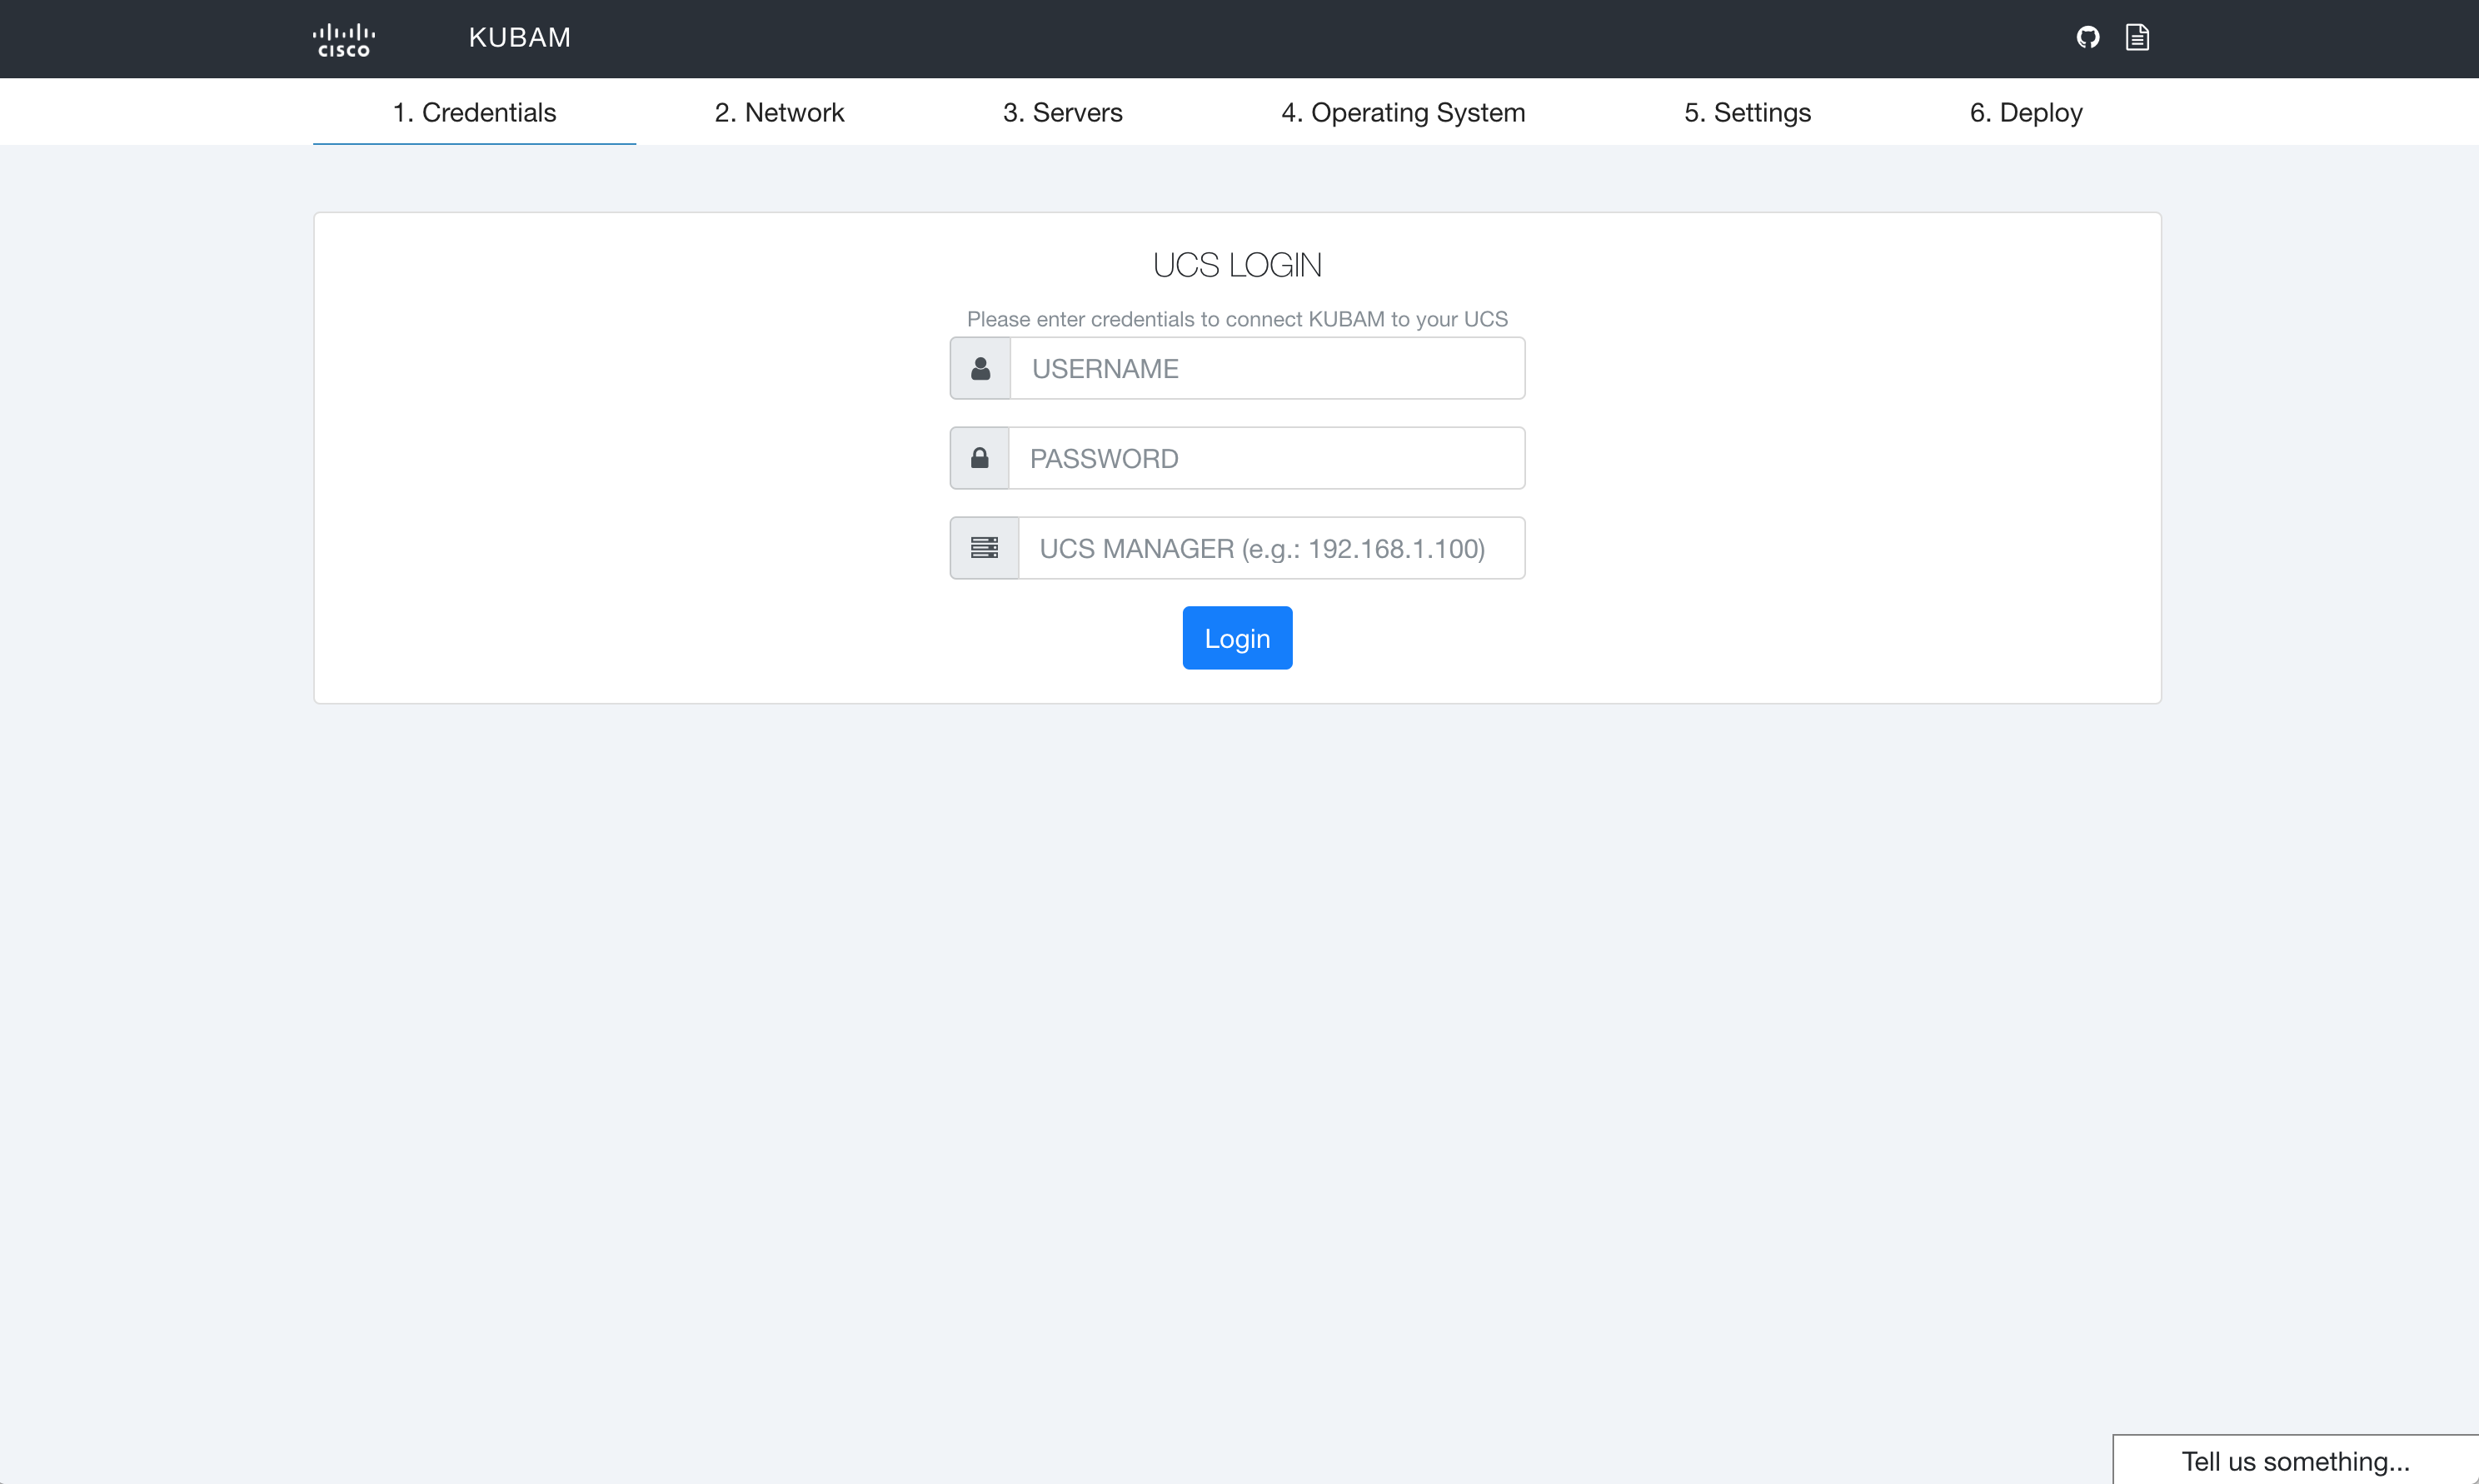 CISCO
KUBAM
1. Credentials
2. Network
3. Servers
4. Operating System
5. Settings
6. Deploy
UCS LOGIN
Please enter credentials to connect KUBAM to your UCS
USERNAME
PASSWORD
UCS MANAGER (e.g.: 192.168.1.100)
Login
Tell us something...